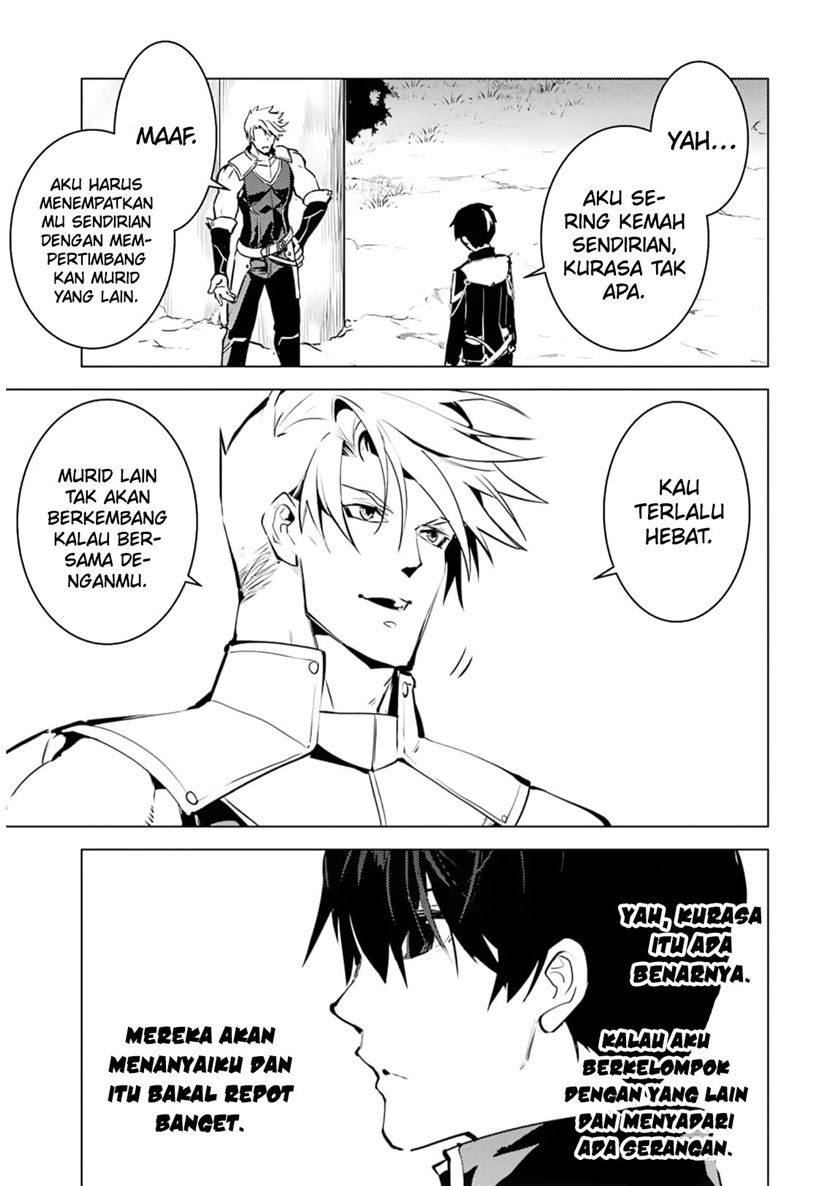 YAH...
AKU SE-
RING KEMAH
SENDIRIAN,
KURASA TAK
APA.
MAAF.
AKU HARUS
MENEMPATKAN
MU SENDIRIAN
DENGAN MEM-
PERTIMBANG
KAN MURID
YANG LAIN.
KAU
TERLALU
HEBAT.
MURID LAIN
TAK AKAN
BERKEMBANG
KALAU BER-
SAMA DE-
NGANMU.
YAH, KURASA
ITU ADA
BENARNYA.
KALAU AKU
BERKELOMPOK
DENGAN YANG LAIN
DAN MENYADARI
ADA SERANGAN.
MEREKA AKAN
MENANYAIKU DAN
ITU BAKAL REPOT
BANGET.